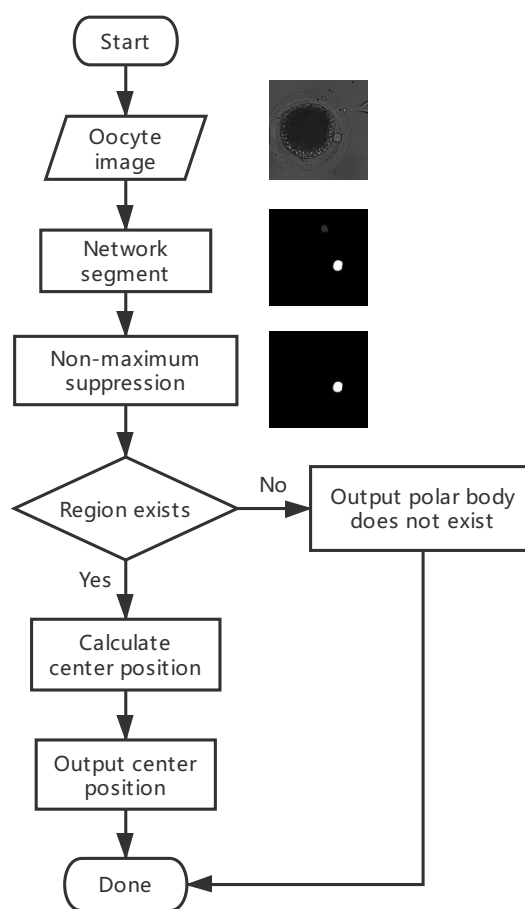 Start
Oocyte
image
Network
segment
Non-maximum
suppression
Region exists
No
Output polar body
does not exist
Yes
Calculate
center position
Output center
position
Done